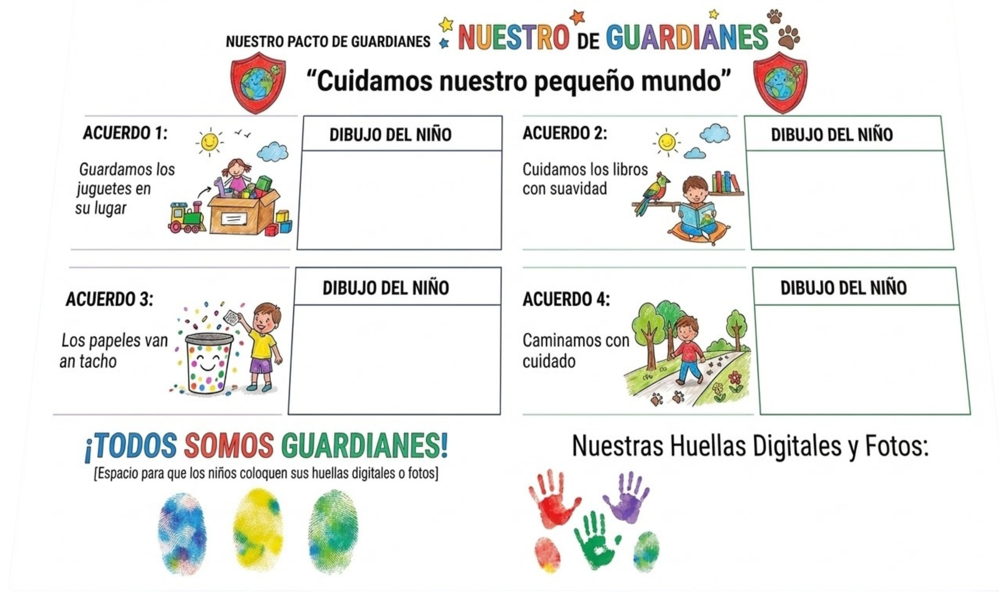 NUESTRO PACTO DE GUARDIANES NUESTRO DE GUARDIANES
“Cuidamos nuestro pequeño mundo”
ACUERDO 1:
Guardamos los
juguetes en
su lugar
DIBUJO DEL NIÑO
ACUERDO 2:
Cuidamos los libros
con suavidad
DIBUJO DEL NIÑO
ACUERDO 3:
Los papeles van
an tacho
DIBUJO DEL NIÑO
ACUERDO 4:
Caminamos con
cuidado
DIBUJO DEL NIÑO
¡TODOS SOMOS GUARDIANES!
[Espacio para que los niños coloquen sus huellas digitales o fotos]
Nuestras Huellas Digitales y Fotos: